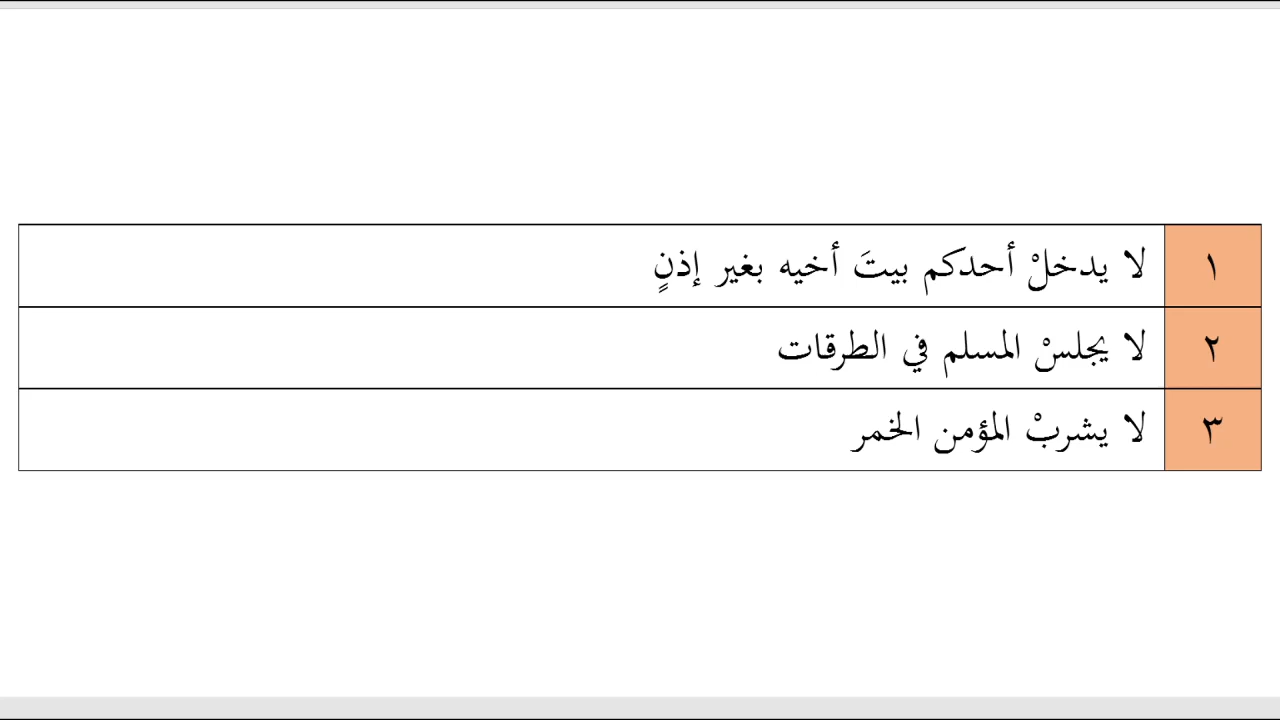 ١ لا يدخلْ أحدكم بيتَ أخيه بغير إذنٍ
٢ لا يجلسْ المسلم في الطرقات
٣ لا يشربْ المؤمن الخمر